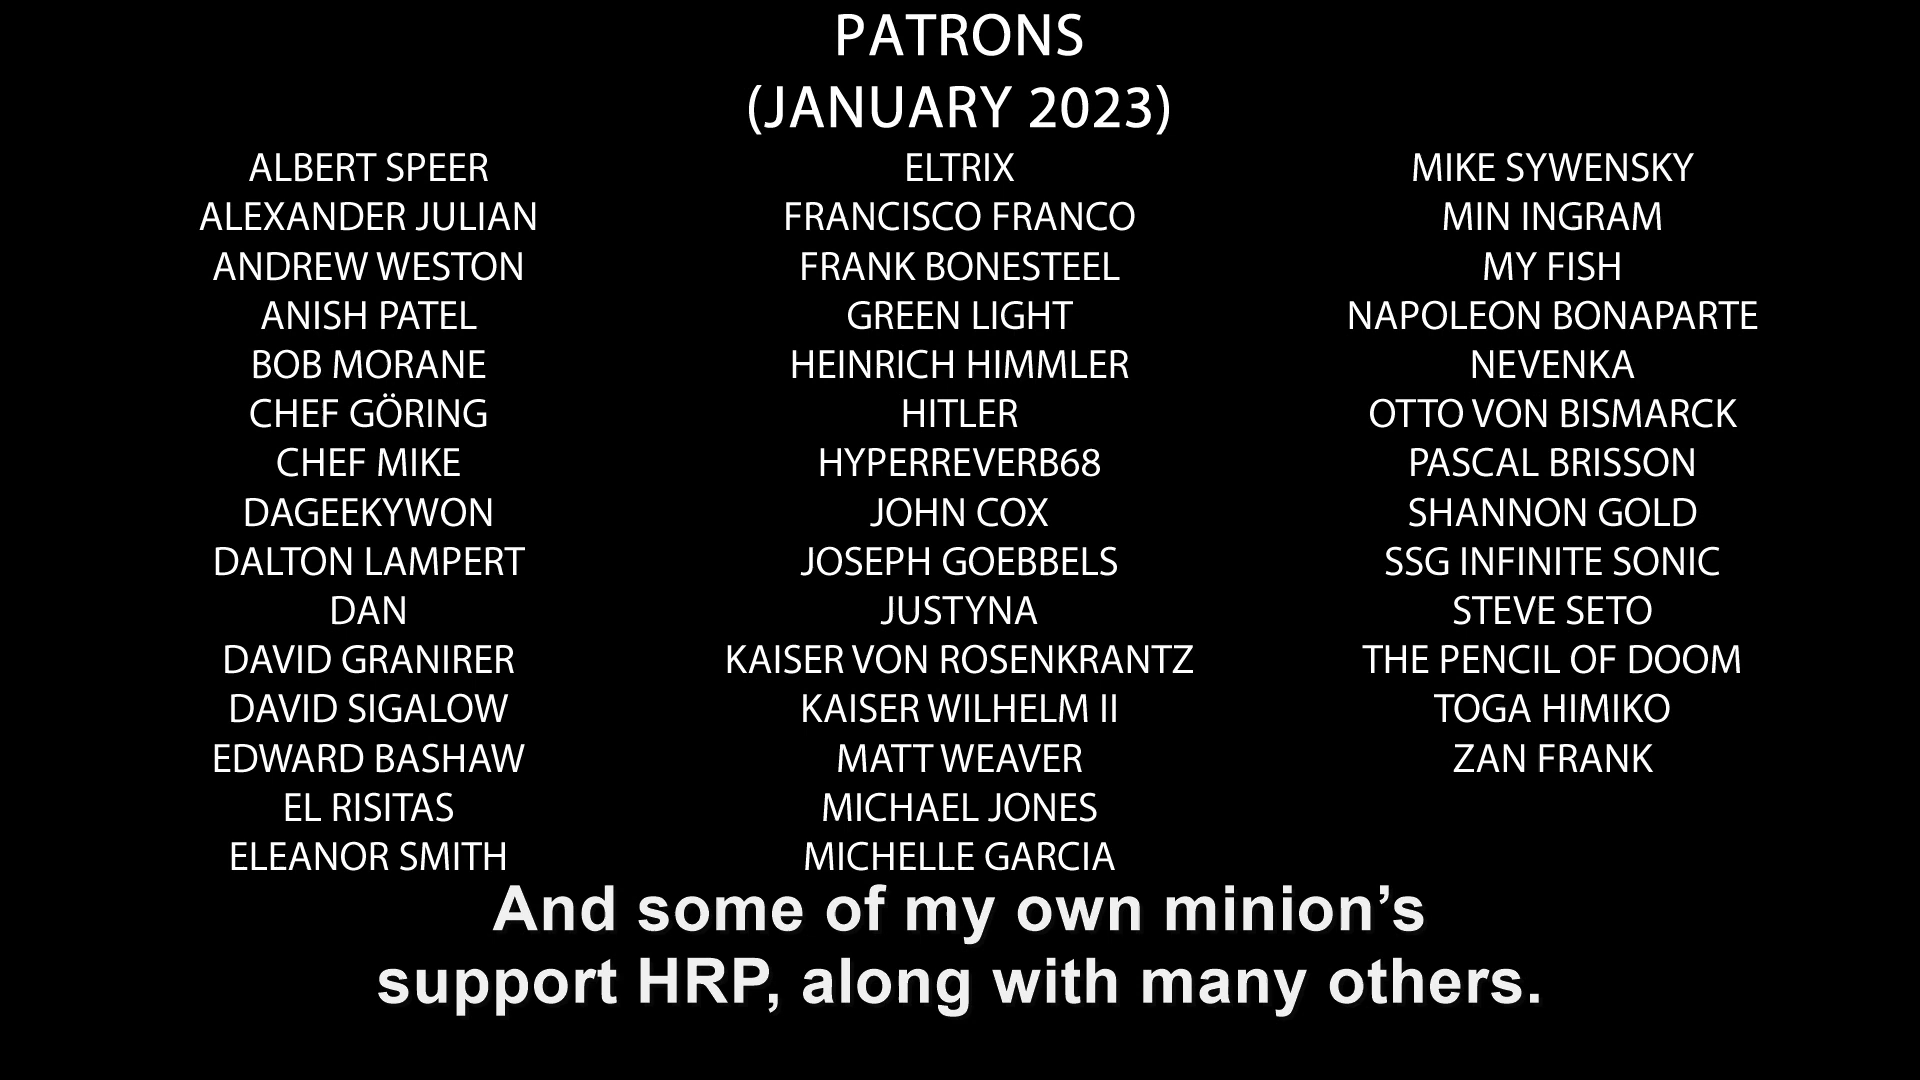 PATRONS
(JANUARY 2023)
ALBERT SPEER
ALEXANDER JULIAN
ANDREW WESTON
ANISH PATEL
BOB MORANE
CHEF GÖRING
CHEF MIKE
DAGEEKYWON
DALTON LAMPERT
DAN
DAVID GRANIRER
DAVID SIGALOW
EDWARD BASHAW
EL RISITAS
ELEANOR SMITH
ELTRIX
FRANCISCO FRANCO
FRANK BONESTEEL
GREEN LIGHT
HEINRICH HIMMLER
HITLER
HYPERREVERB68
JOHN COX
JOSEPH GOEBBELS
JUSTYNA
KAISER VON ROSENKRANTZ
KAISER WILHELM II
MATT WEAVER
MICHAEL JONES
MICHELLE GARCIA
MIKE SYWENSKY
MIN INGRAM
MY FISH
NAPOLEON BONAPARTE
NEVENKA
OTTO VON BISMARCK
PASCAL BRISSON
SHANNON GOLD
SSG INFINITE SONIC
STEVE SETO
THE PENCIL OF DOOM
TOGA HIMIKO
ZAN FRANK
And some of my own minion’s
support HRP, along with many others.